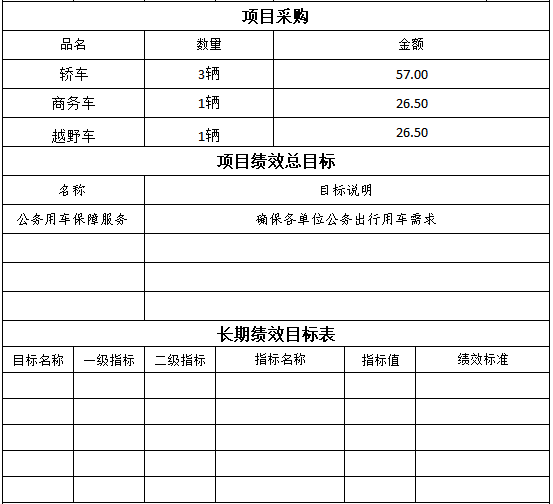 项目采购
品名 数量 金额
轿车 3辆 57.00
商务车 1辆 26.50
越野车 1辆 26.50
项目绩效总目标
名称 目标说明
公务用车保障服务 确保各单位公务出行用车需求
长期绩效目标表
目标名称 一级指标 二级指标 指标名称 指标值 绩效标准